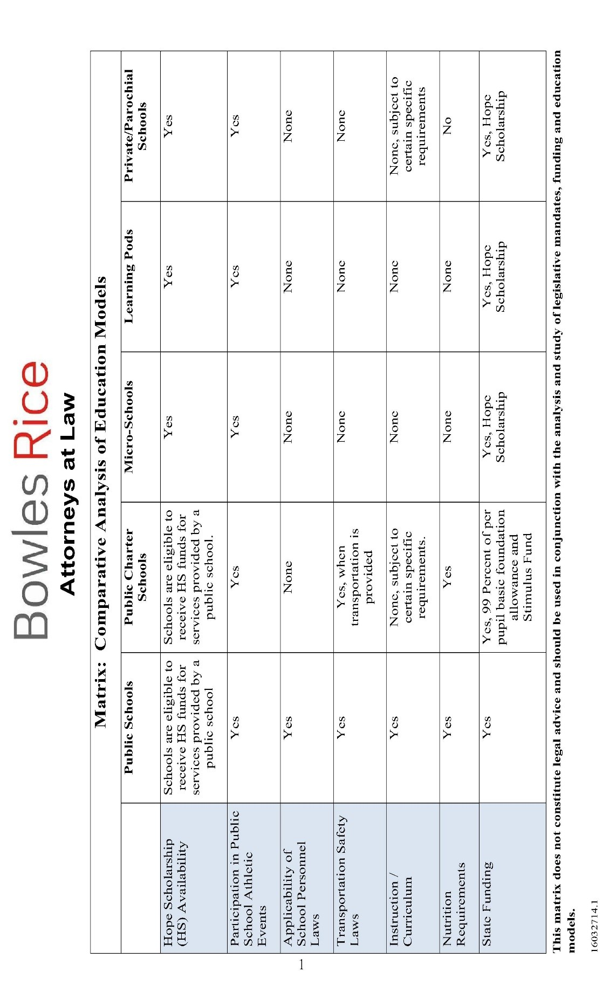 Bowles Rice
Attorneys at Law
Matrix: Comparative Analysis of Education Models
Public Schools
Public Charter
Schools
Micro-Schools
Learning Pods
Private/Parochial
Schools
Hope Scholarship
(HS) Availability
Schools are eligible to
receive HS funds for
services provided by a
public school
Schools are eligible to
receive HS funds for
services provided by a
public school.
Yes
Yes
Yes
Participation in Public
School Athletic
Events
Yes
Yes
Yes
Yes
Yes
Applicability of
School Personnel
Laws
Yes
None
None
None
None
Transportation Safety
Laws
Yes
Yes, when
transportation is
provided
None
None
None
Instruction /
Curriculum
Yes
None, subject to
certain specific
requirements.
None
None
None, subject to
certain specific
requirements
Nutrition
Requirements
Yes
Yes
None
None
No
State Funding
Yes
Yes, 99 Percent of per
pupil basic foundation
allowance and
Stimulus Fund
Yes, Hope
Scholarship
Yes, Hope
Scholarship
Yes, Hope
Scholarship
This matrix does not constitute legal advice and should be used in conjunction with the analysis and study of legislative mandates, funding and education
models.
16032714.1
1